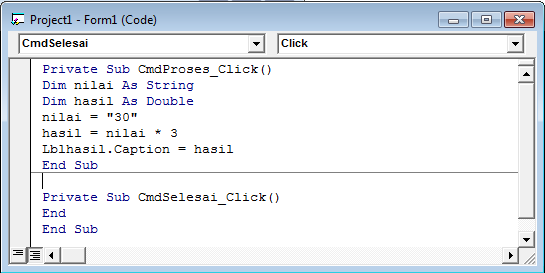 Project1 - Form1 (Code)
CmdSelesai
Click
Private Sub CmdProses_Click()
Dim nilai As String
Dim hasil As Double
nilai = "30"
hasil = nilai * 3
Lblhasil.Caption = hasil
End Sub
Private Sub CmdSelesai_Click()
End
End Sub